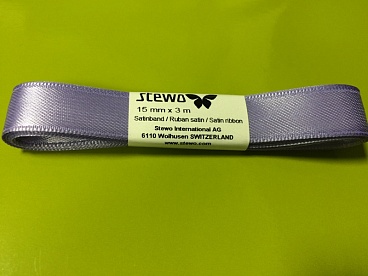 stewo
15 mm x 3 m
Satinband / Ruban satin / Satin ribbon
Stewo International AG
6110 Wolhusen SWITZERLAND
www.stewo.com